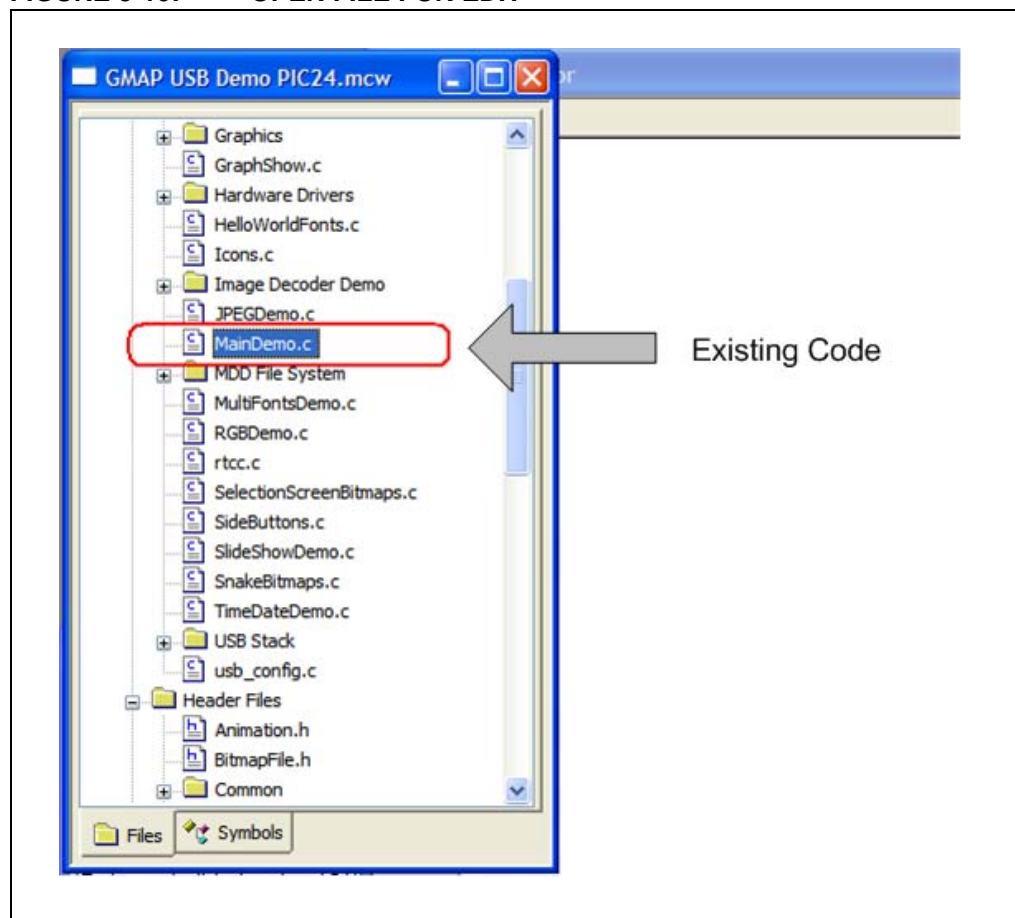 GMAP USB Demo PIC24.mcw
or
Graphics
GraphShow.c
Hardware Drivers
HelloWorldFonts.c
Icons.c
Image Decoder Demo
JPEGDemo.c
MainDemo.c
Existing Code
MDD File System
MultiFontsDemo.c
RGBDemo.c
rtcc.c
SelectionScreenBitmaps.c
SideButtons.c
SlideShowDemo.c
SnakeBitmaps.c
TimeDateDemo.c
USB Stack
usb_config.c
Header Files
Animation.h
BitmapFile.h
Common
Files
Symbols